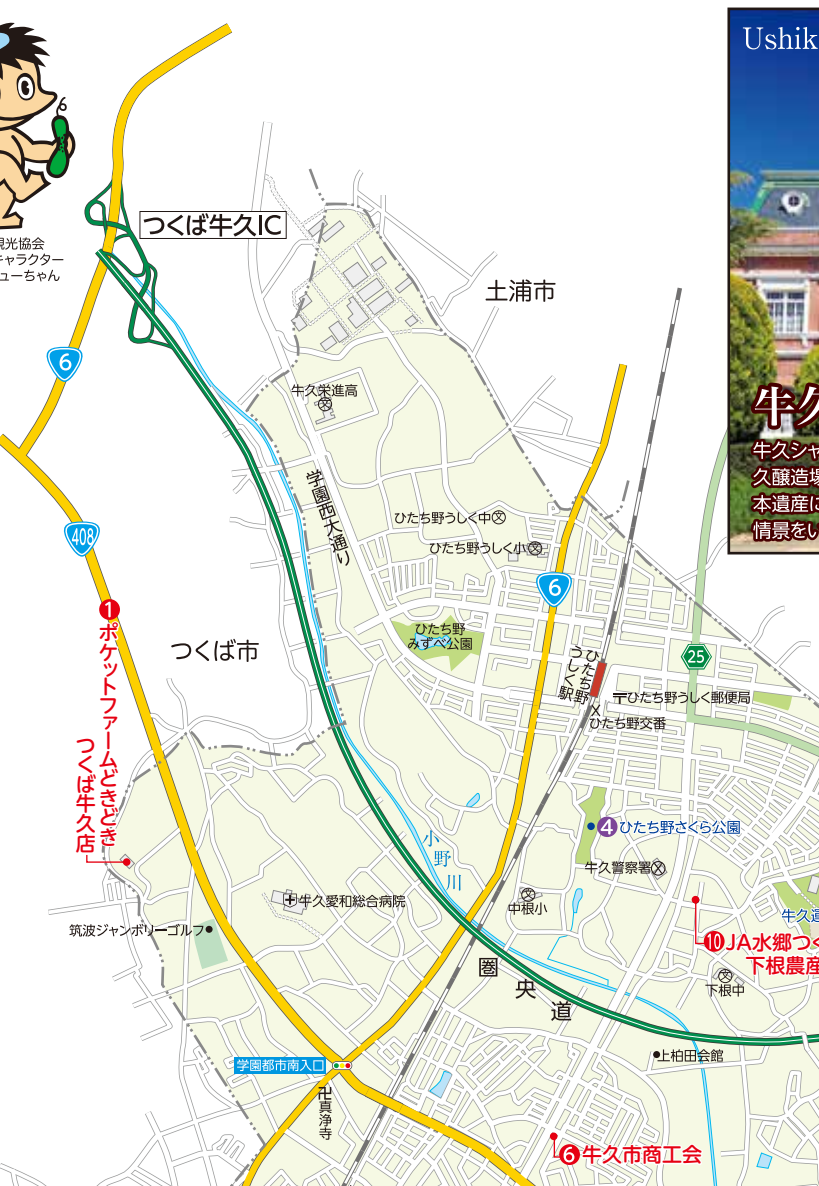 Ushik
観光協会
キャラクター
ューちゃん
つくば牛久IC
土浦市
6
牛久栄進高
学園西大通り
牛久
牛久シャ
久醸造場
本遺産に
情景をい
ひたち野うしく中
ひたち野うしく小
408
6
❶ポケットファームどきどき
つくば牛久店
つくば市
ひたち野
みずべ公園
ひたち野
うしく駅
25
〒ひたち野うしく郵便局
ひたち野交番
❹ひたち野さくら公園
小野川
牛久警察署
牛久愛和総合病院
中根小
筑波ジャンボリーゴルフ
牛久運
❿JA水郷つく
下根農産
下根中
圏央道
上柏田会館
学園都市南入口
卍真浄寺
❻牛久市商工会